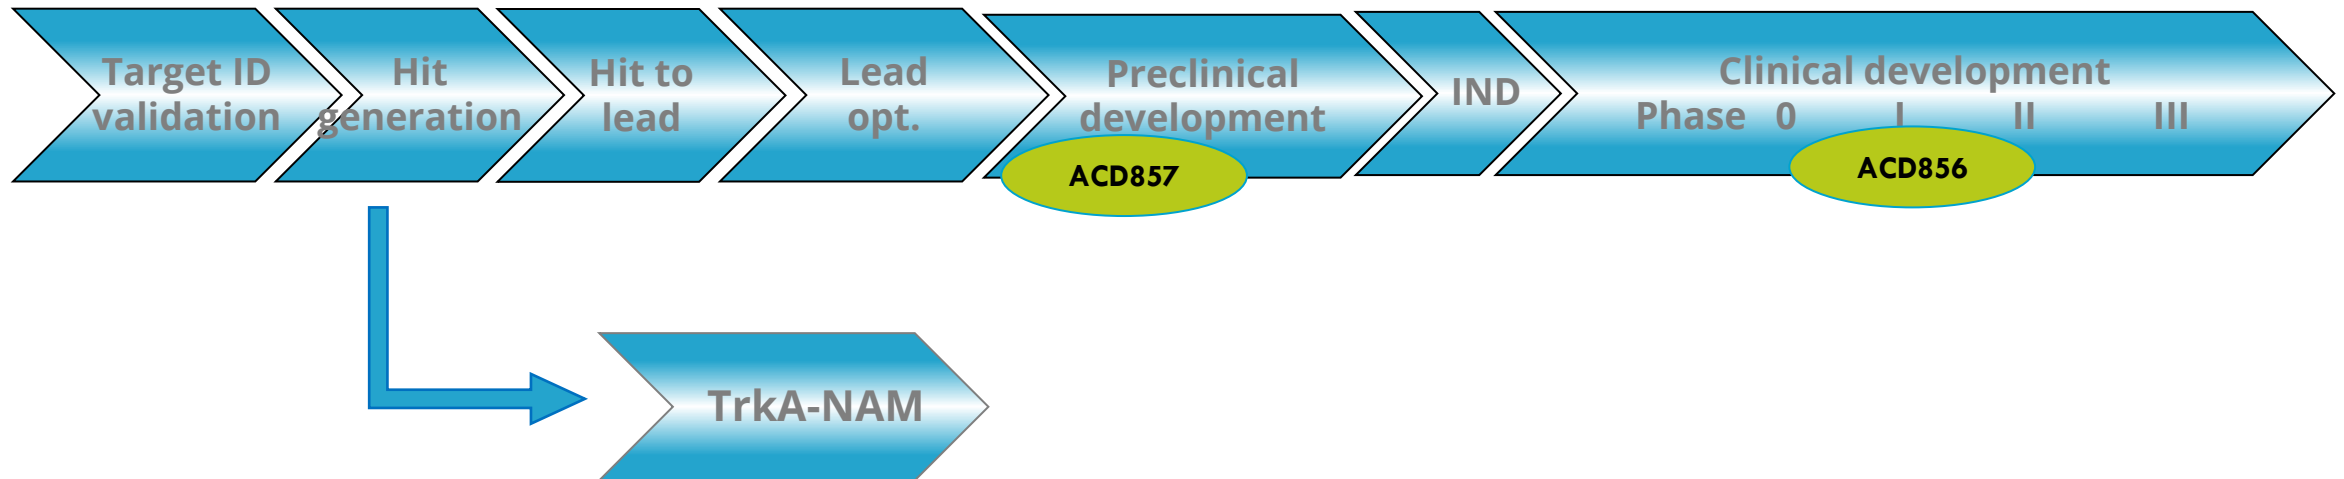 Target ID
validation
Hit
generation
Hit to
lead
Lead
opt.
Preclinical
development
IND
Clinical development
Phase 0 I II III
ACD857
ACD856
TrkA-NAM